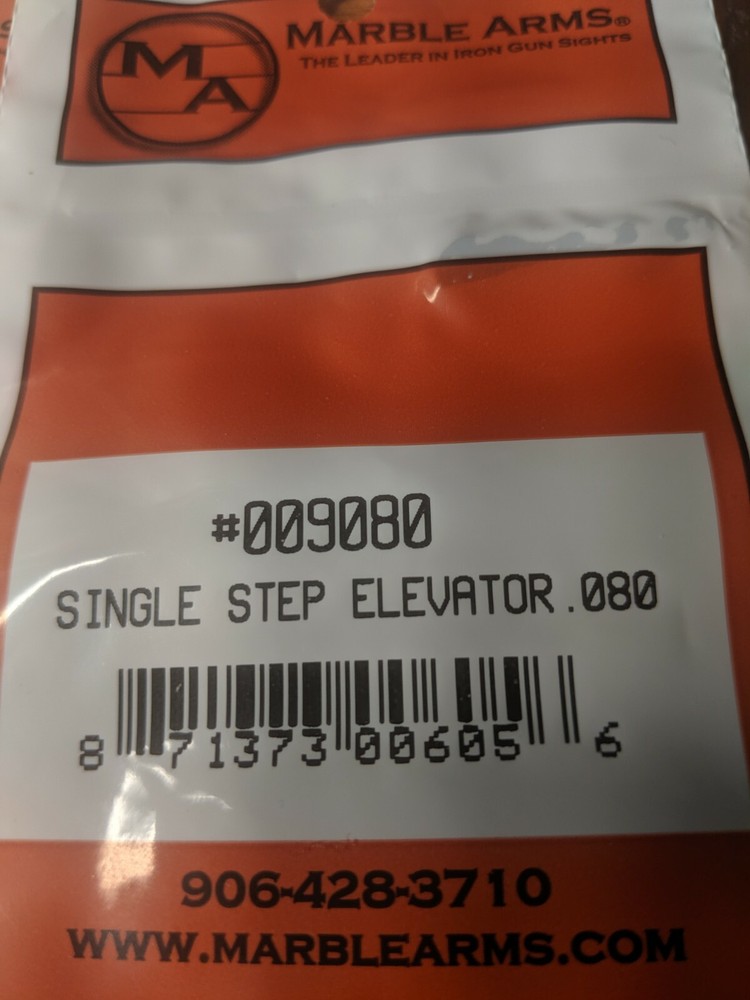 MA
MARBLE ARMS®
THE LEADER IN IRON GUN SIGHTS
#009080
SINGLE STEP ELEVATOR .080
8 71373 00605 6
906-428-3710
WWW.MARBLEARMS.COM